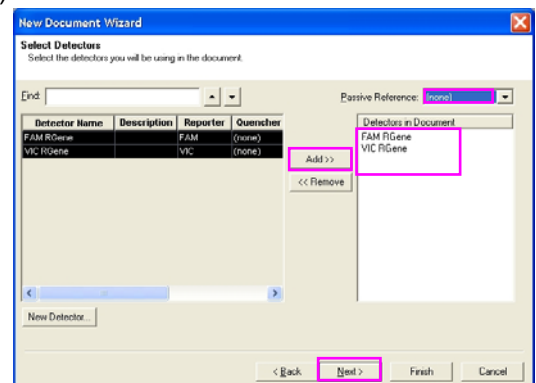 New Document Wizard
Select Detectors
Select the detectors you will be using in the document.
Find:
Passive Reference: (none)
Detector Name Description Reporter Quencher
FAM RGene FAM (none)
VIC RGene VIC (none)
Add >>
<< Remove
Detectors in Document
FAM RGene
VIC RGene
New Detector...
< Back Next > Finish Cancel